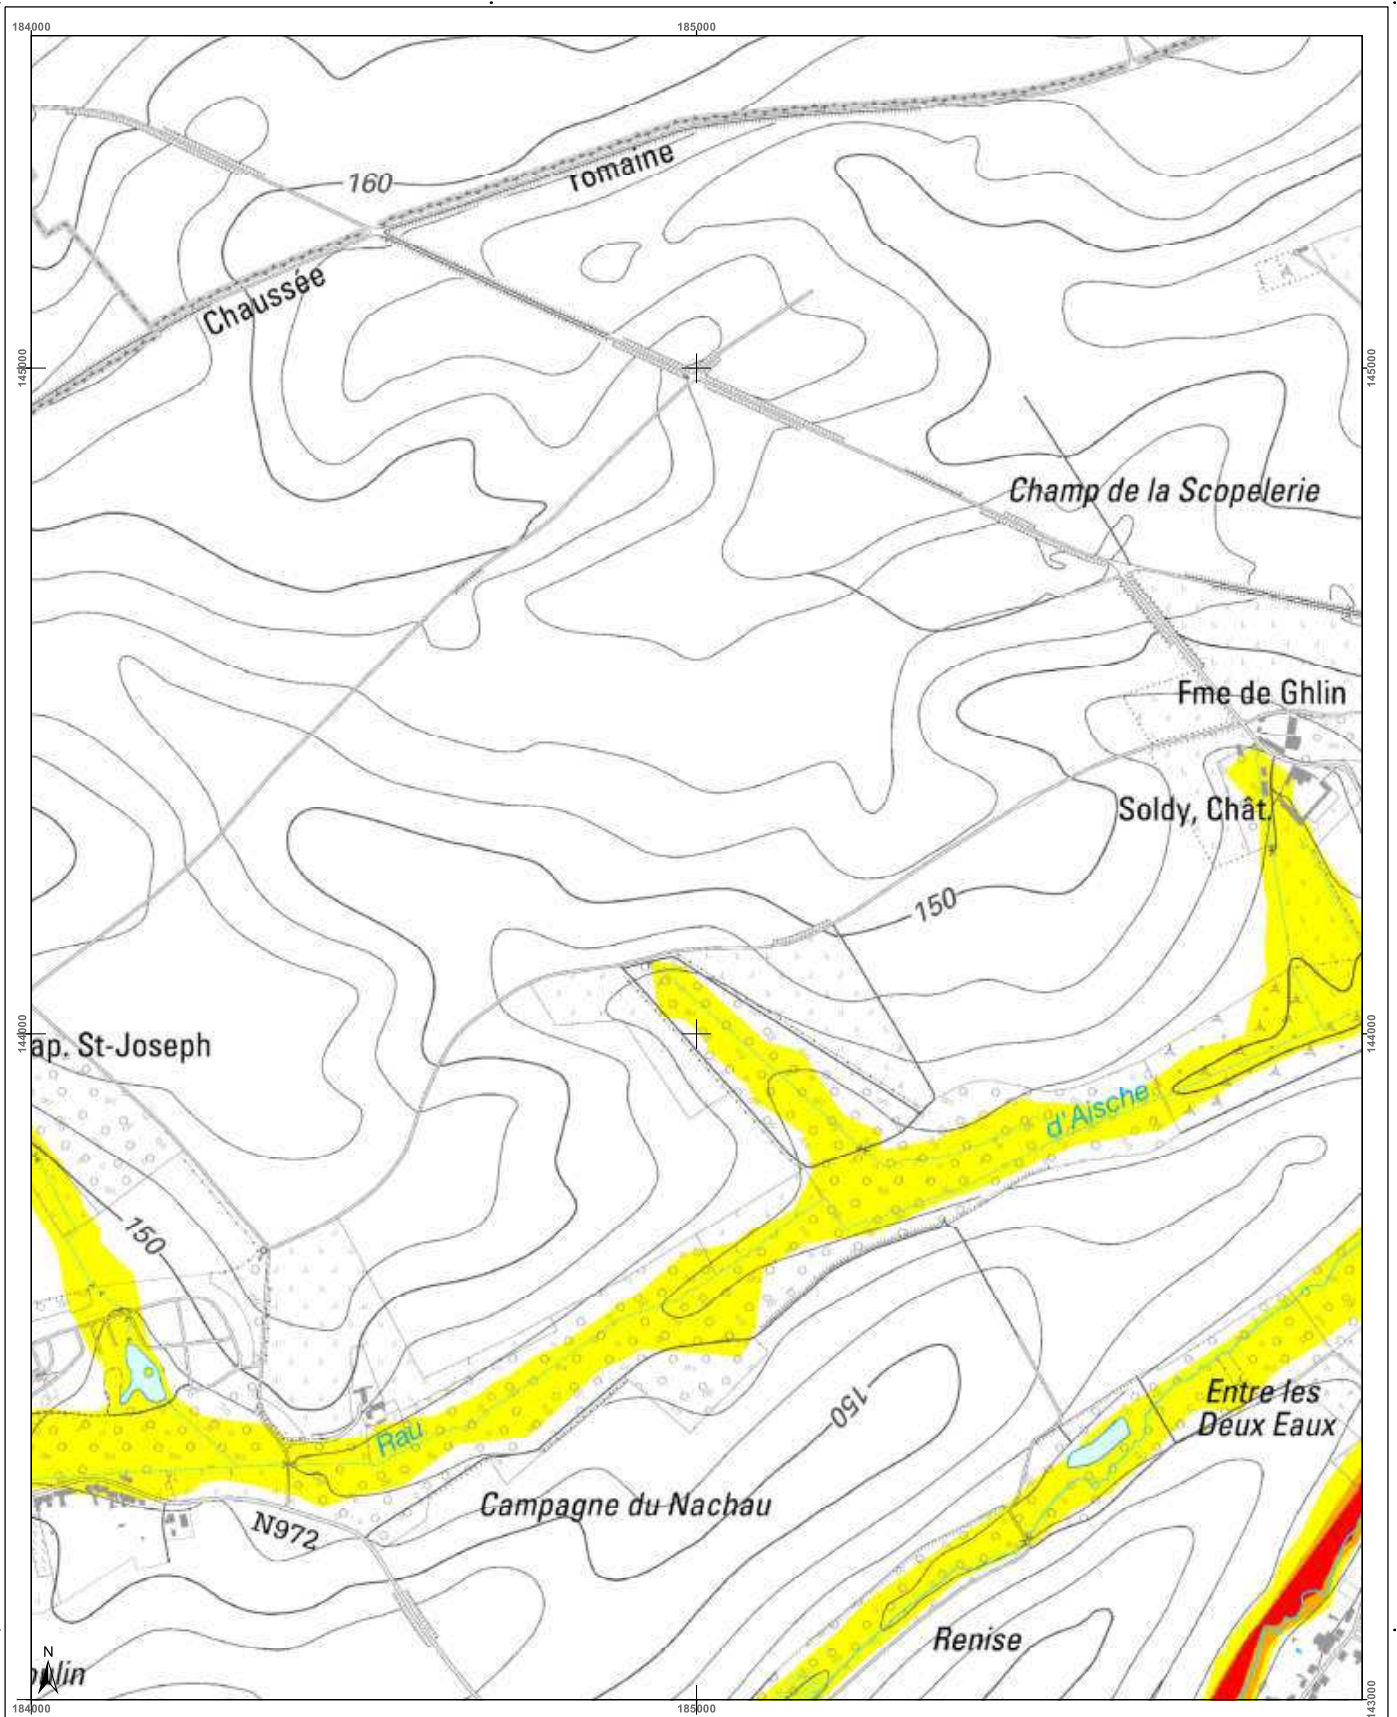 184000
185000
160
romaine
Chaussée
145000
145000
Champ de la Scopelerie
Fme de Ghlin
Soldy, Chât.
150
144000
144000
ap. St-Joseph
d'Aische
150
Entre les
Deux Eaux
150
Rau
Campagne du Nachau
N972
Renise
N
184000
185000
143000